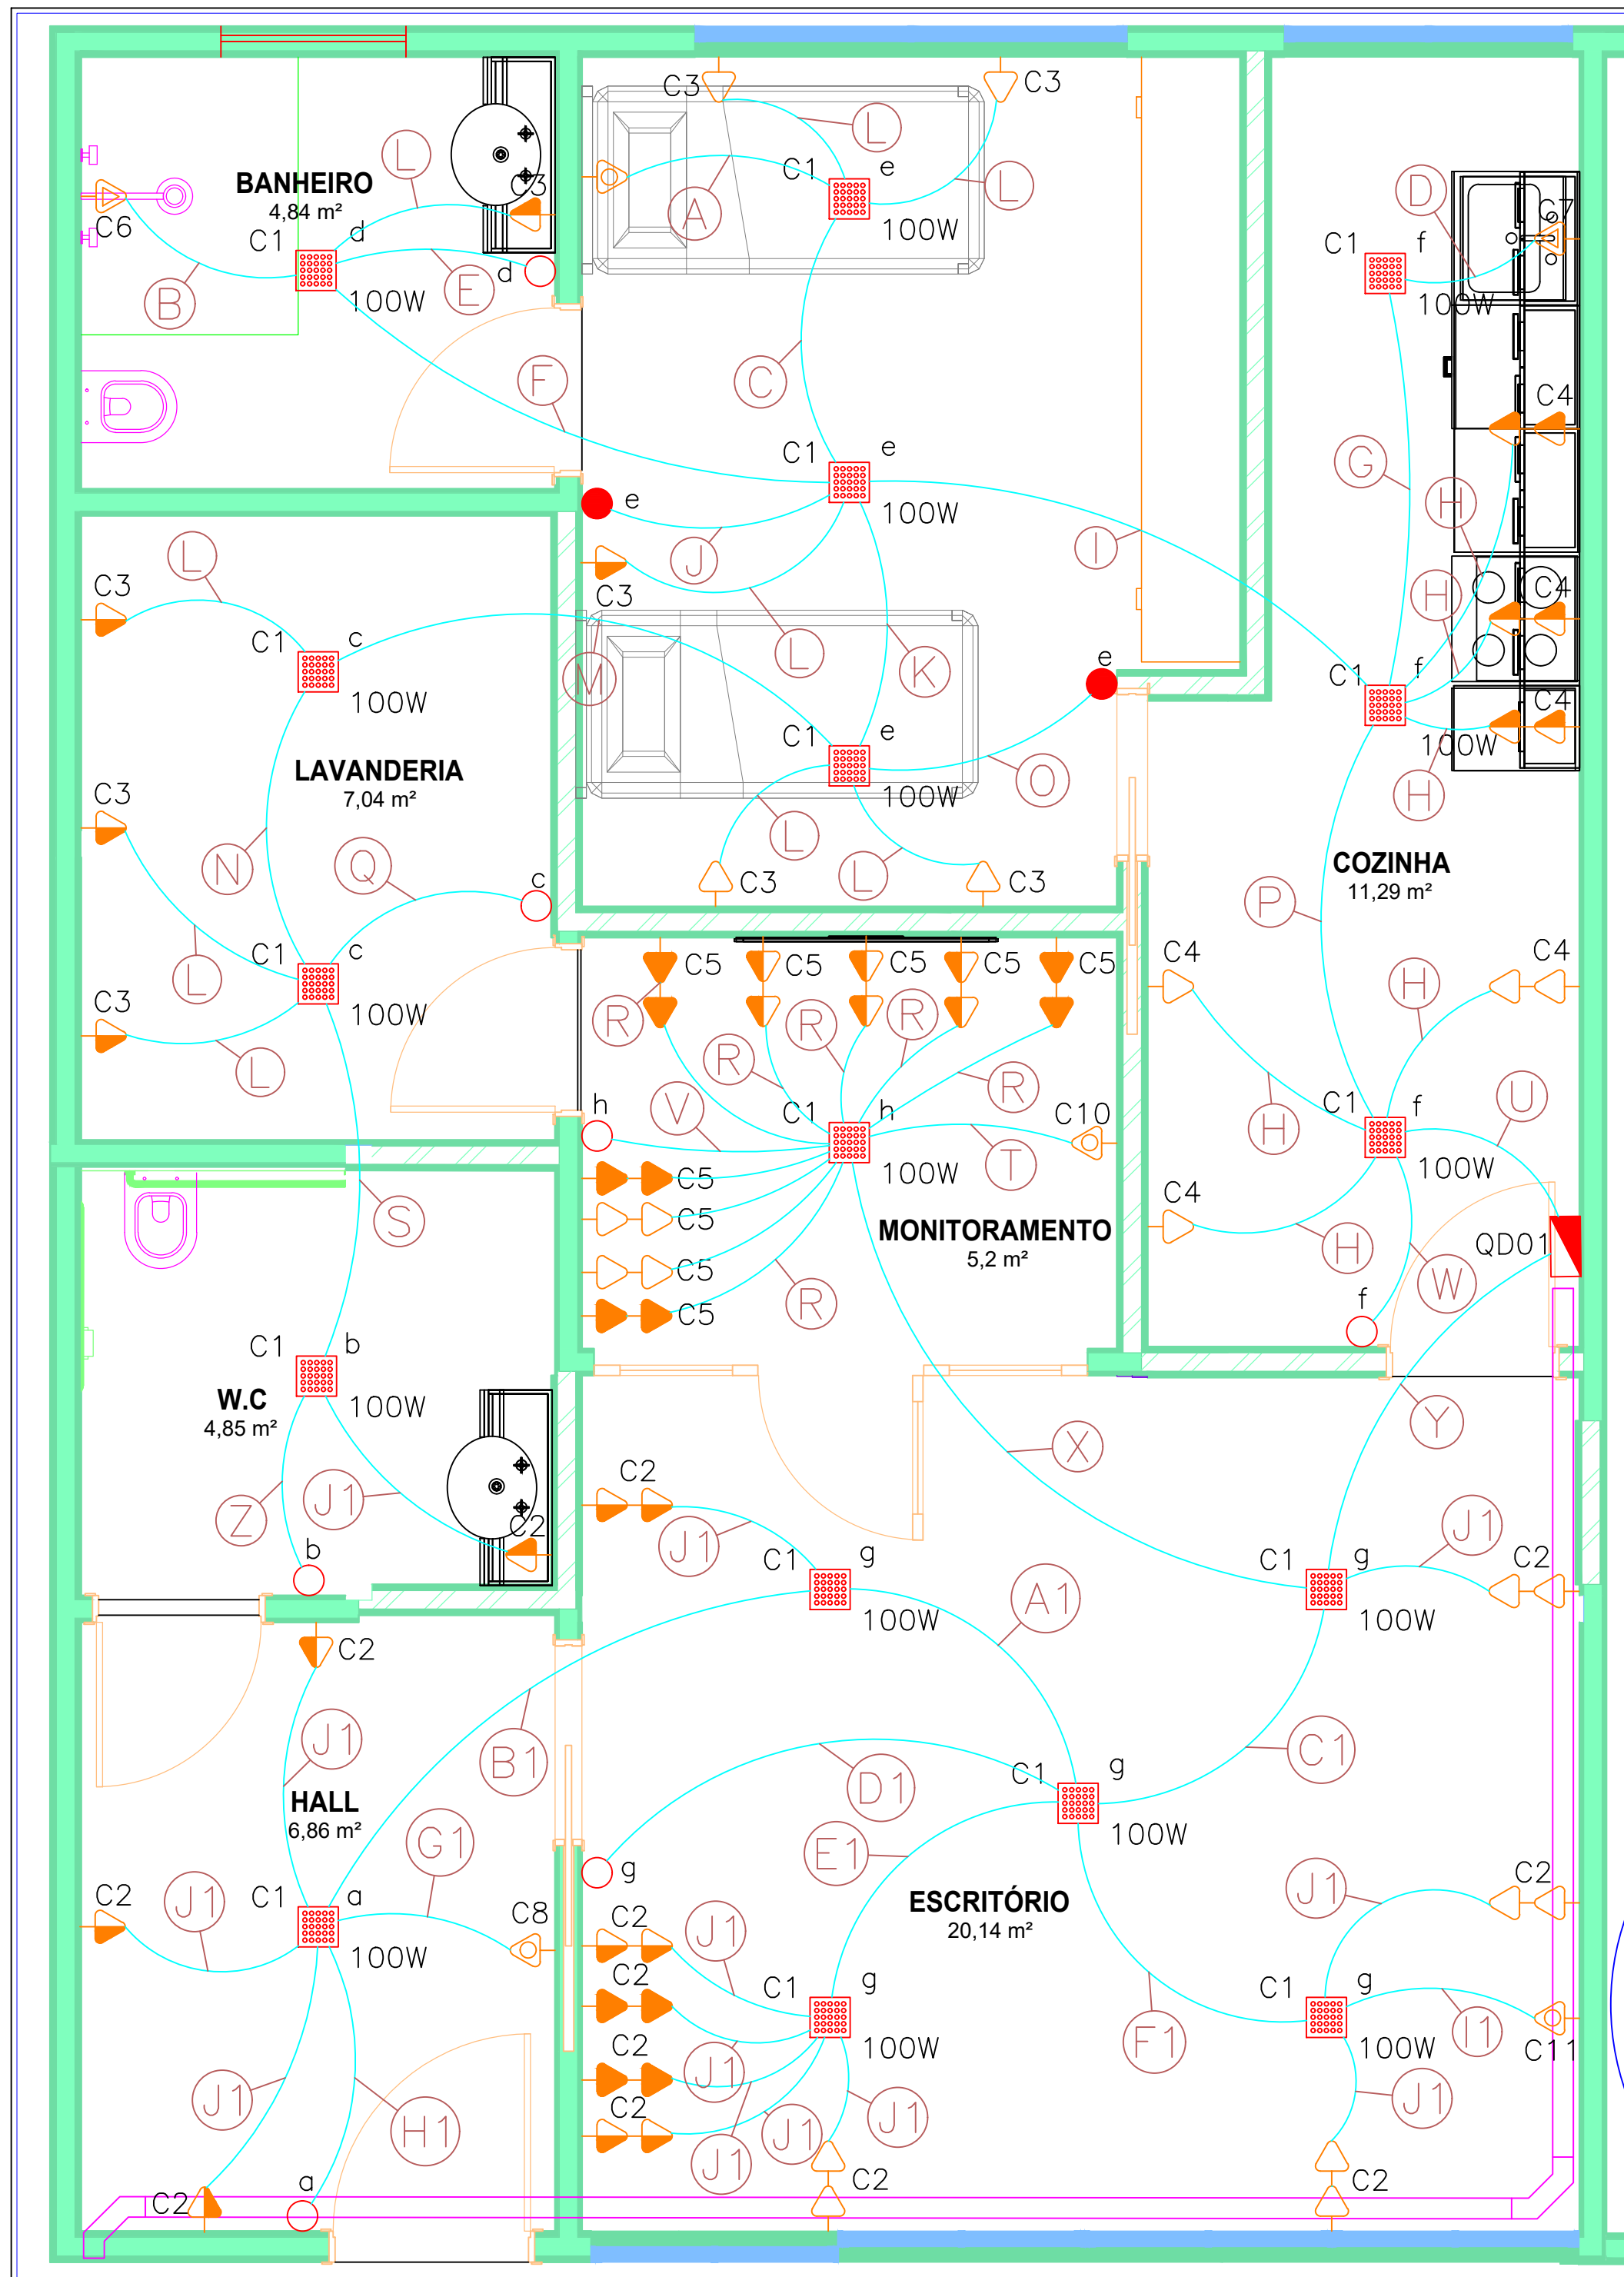 C3
C3
L
L
BANHEIRO
4,84 m²
C3
C1
e
A
L
100W
D
C7
C6
C1
d
d
E
B
100W
C1
f
100W
F
C
C4
C1
e
100W
G
H
e
J
I
L
C3
C3
H
C4
C1
c
M
L
K
e
C1
f
C4
100W
100W
C1
e
LAVANDERIA
7,04 m²
O
100W
H
C3
L
L
C3
C3
N
Q
c
COZINHA
11,29 m²
P
C1
c
L
100W
C3
L
C5
C5
C5
C5
C5
C4
C4
H
R
R
R
R
R
h
V
C1
h
C10
100W
T
C1
f
U
H
100W
C5
C5
C5
C5
R
MONITORAMENTO
5,2 m²
C4
H
QD01
W
f
S
C1
b
100W
W.C
4,85 m²
Y
X
Z
J1
C2
b
C2
J1
C1
g
100W
A1
C1
g
100W
J1
C2
C2
J1
B1
C1
D1
C1
g
100W
HALL
6,86 m²
G1
E1
g
ESCRITÓRIO
20,14 m²
J1
C2
C2
J1
C1
a
100W
C8
C2
J1
C2
C2
C2
J1
J1
J1
J1
C1
g
100W
F1
C1
g
100W
I1
C11
J1
J1
H1
C2
a
C2
C2